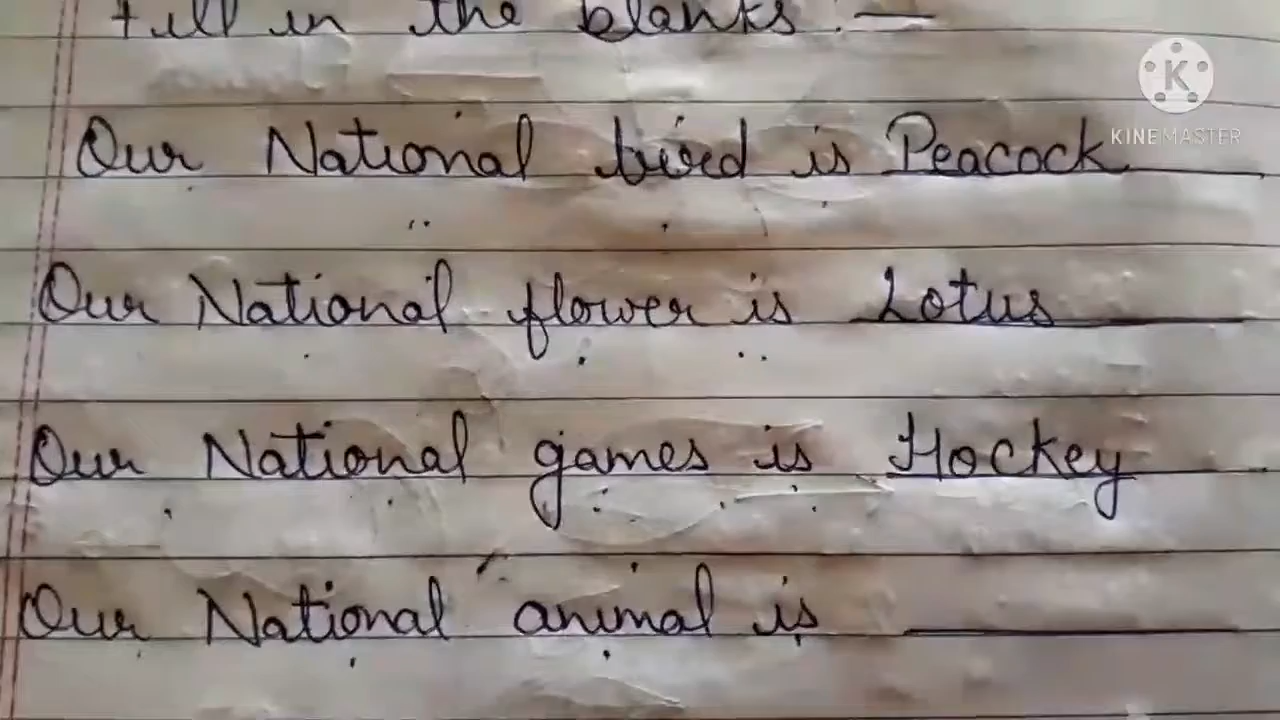 Fill in the blanks :—
Our National bird is Peacock
Our National flower is Lotus
Our National games is Hockey
Our National animal is ______
K
KINEMASTER